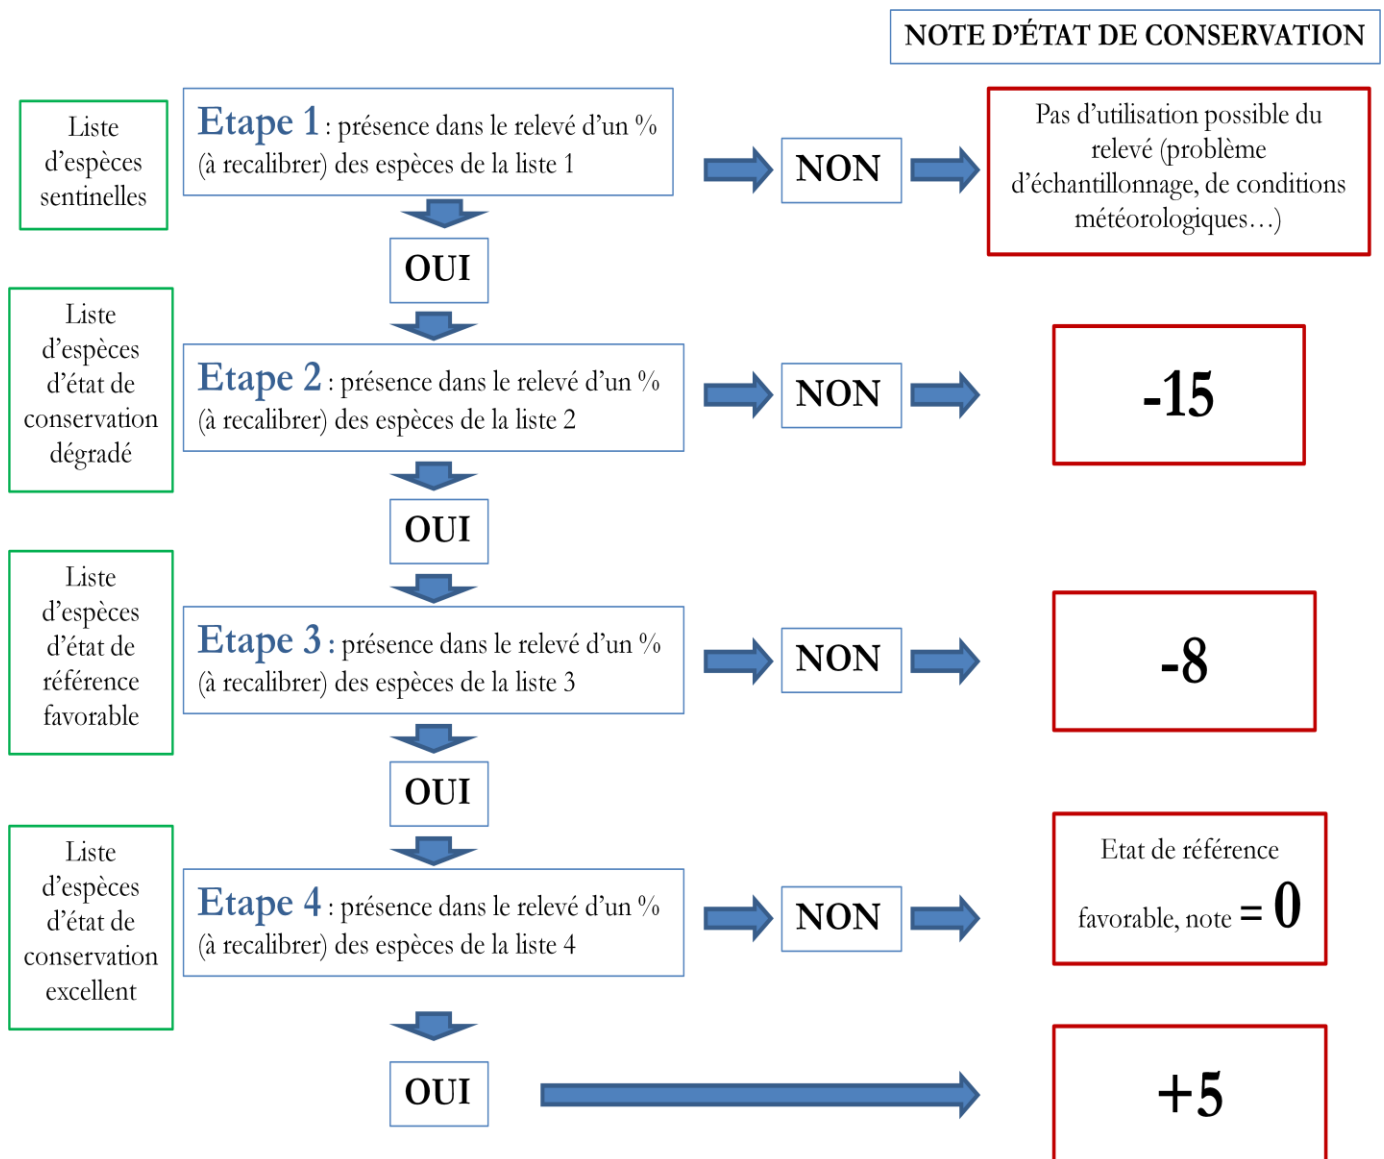 NOTE D’ÉTAT DE CONSERVATION
Liste
d’espèces
sentinelles
Etape 1 : présence dans le relevé d’un %
(à recalibrer) des espèces de la liste 1
NON
Pas d’utilisation possible du
relevé (problème
d’échantillonnage, de conditions
météorologiques…)
OUI
Liste
d’espèces
d’état de
conservation
dégradé
Etape 2 : présence dans le relevé d’un %
(à recalibrer) des espèces de la liste 2
NON
-15
OUI
Liste
d’espèces
d’état de
référence
favorable
Etape 3 : présence dans le relevé d’un %
(à recalibrer) des espèces de la liste 3
NON
-8
OUI
Liste
d’espèces
d’état de
conservation
excellent
Etape 4 : présence dans le relevé d’un %
(à recalibrer) des espèces de la liste 4
NON
Etat de référence
favorable, note = 0
OUI
+5